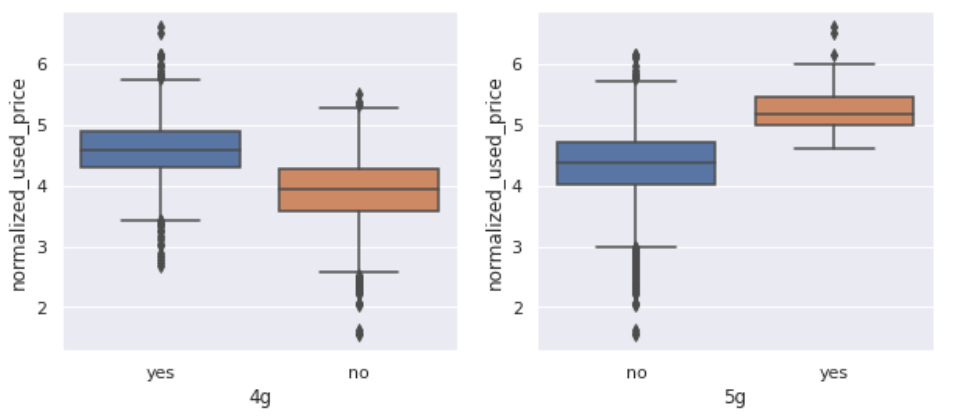 normalized_used_price
6
5
4
3
2
yes
no
4g
normalized_used_price
6
5
4
3
2
no
yes
5g